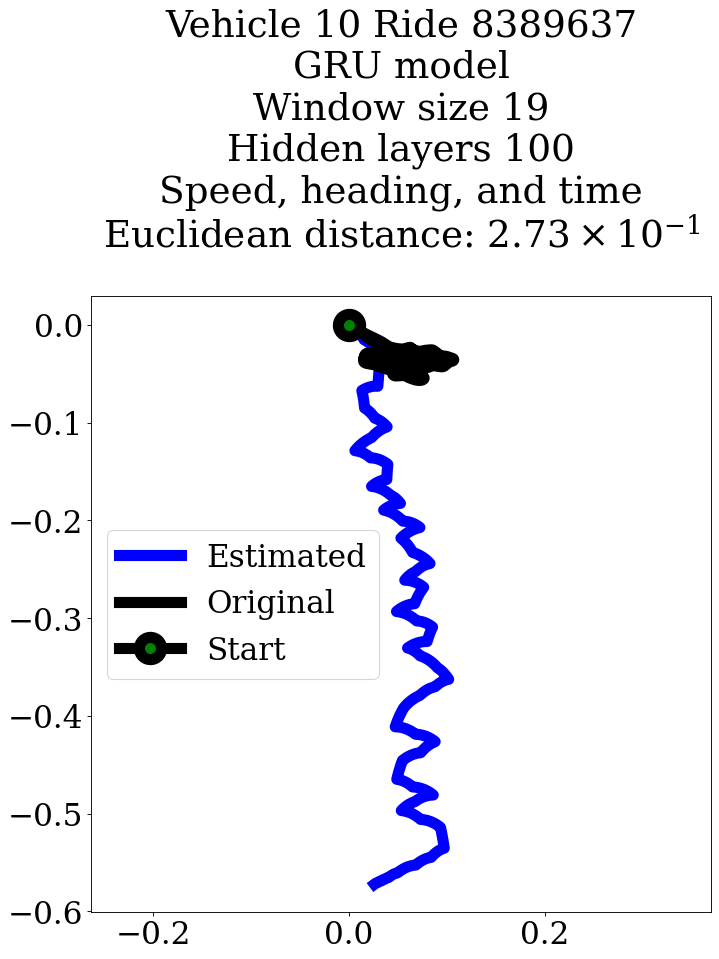 Vehicle 10 Ride 8389637
GRU model
Window size 19
Hidden layers 100
Speed, heading, and time
Euclidean distance: 2.73 × 10⁻¹
0.0
−0.1
−0.2
−0.3
−0.4
−0.5
−0.6
Estimated
Original
Start
−0.2
0.0
0.2